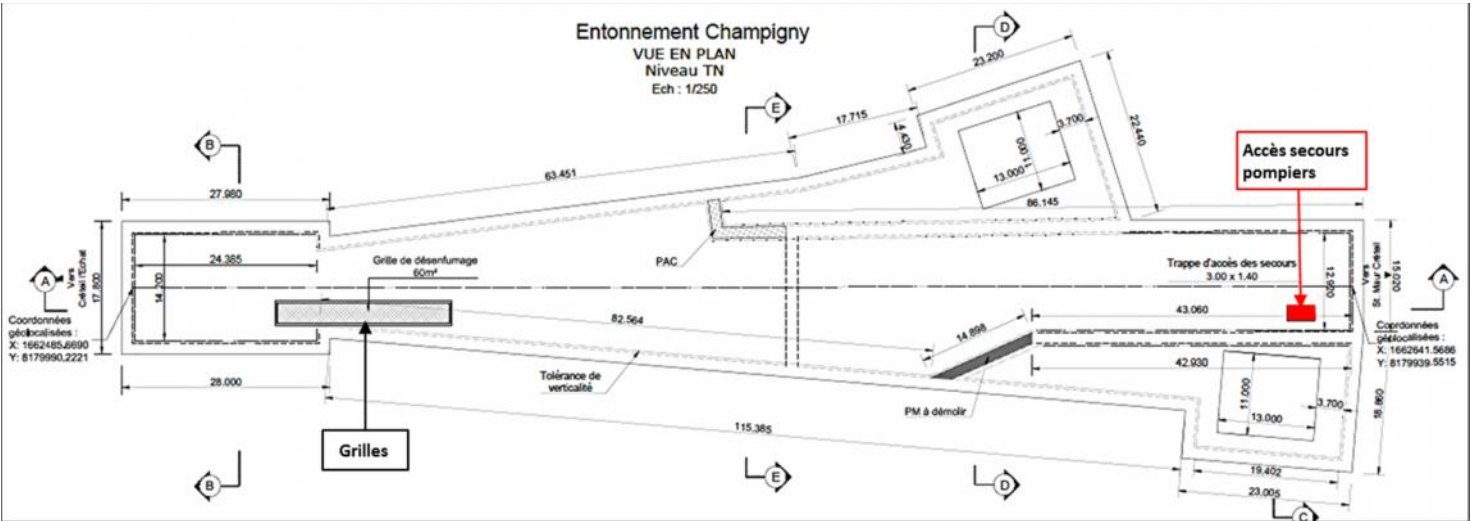 Entonnement Champigny
VUE EN PLAN
Niveau TN
Ech : 1/250
D
23.200
E
17.715
4.430
3.700
22.440
11.000
13.000
Accès secours
pompiers
B
63.451
27.980
86.145
24.385
Grille de désenfumage
60m²
PAC
Trappe d'accès des secours
3.00 x 1.40
12.920
Vers
St. Maur Créteil
15.020
A
Vers
Créteil l'Echat
17.800
14.200
A
Coordonnées
géolocalisées :
X: 1662485.6690
Y: 8179990.2221
82.564
14.898
43.060
Coordonnées
géolocalisées :
X: 1662641.5686
Y: 8179939.5515
42.930
28.000
Tolérance de
verticalité
PM à démolir
11.000
3.700
13.000
18.860
Grilles
115.385
19.402
23.005
B
E
D
C